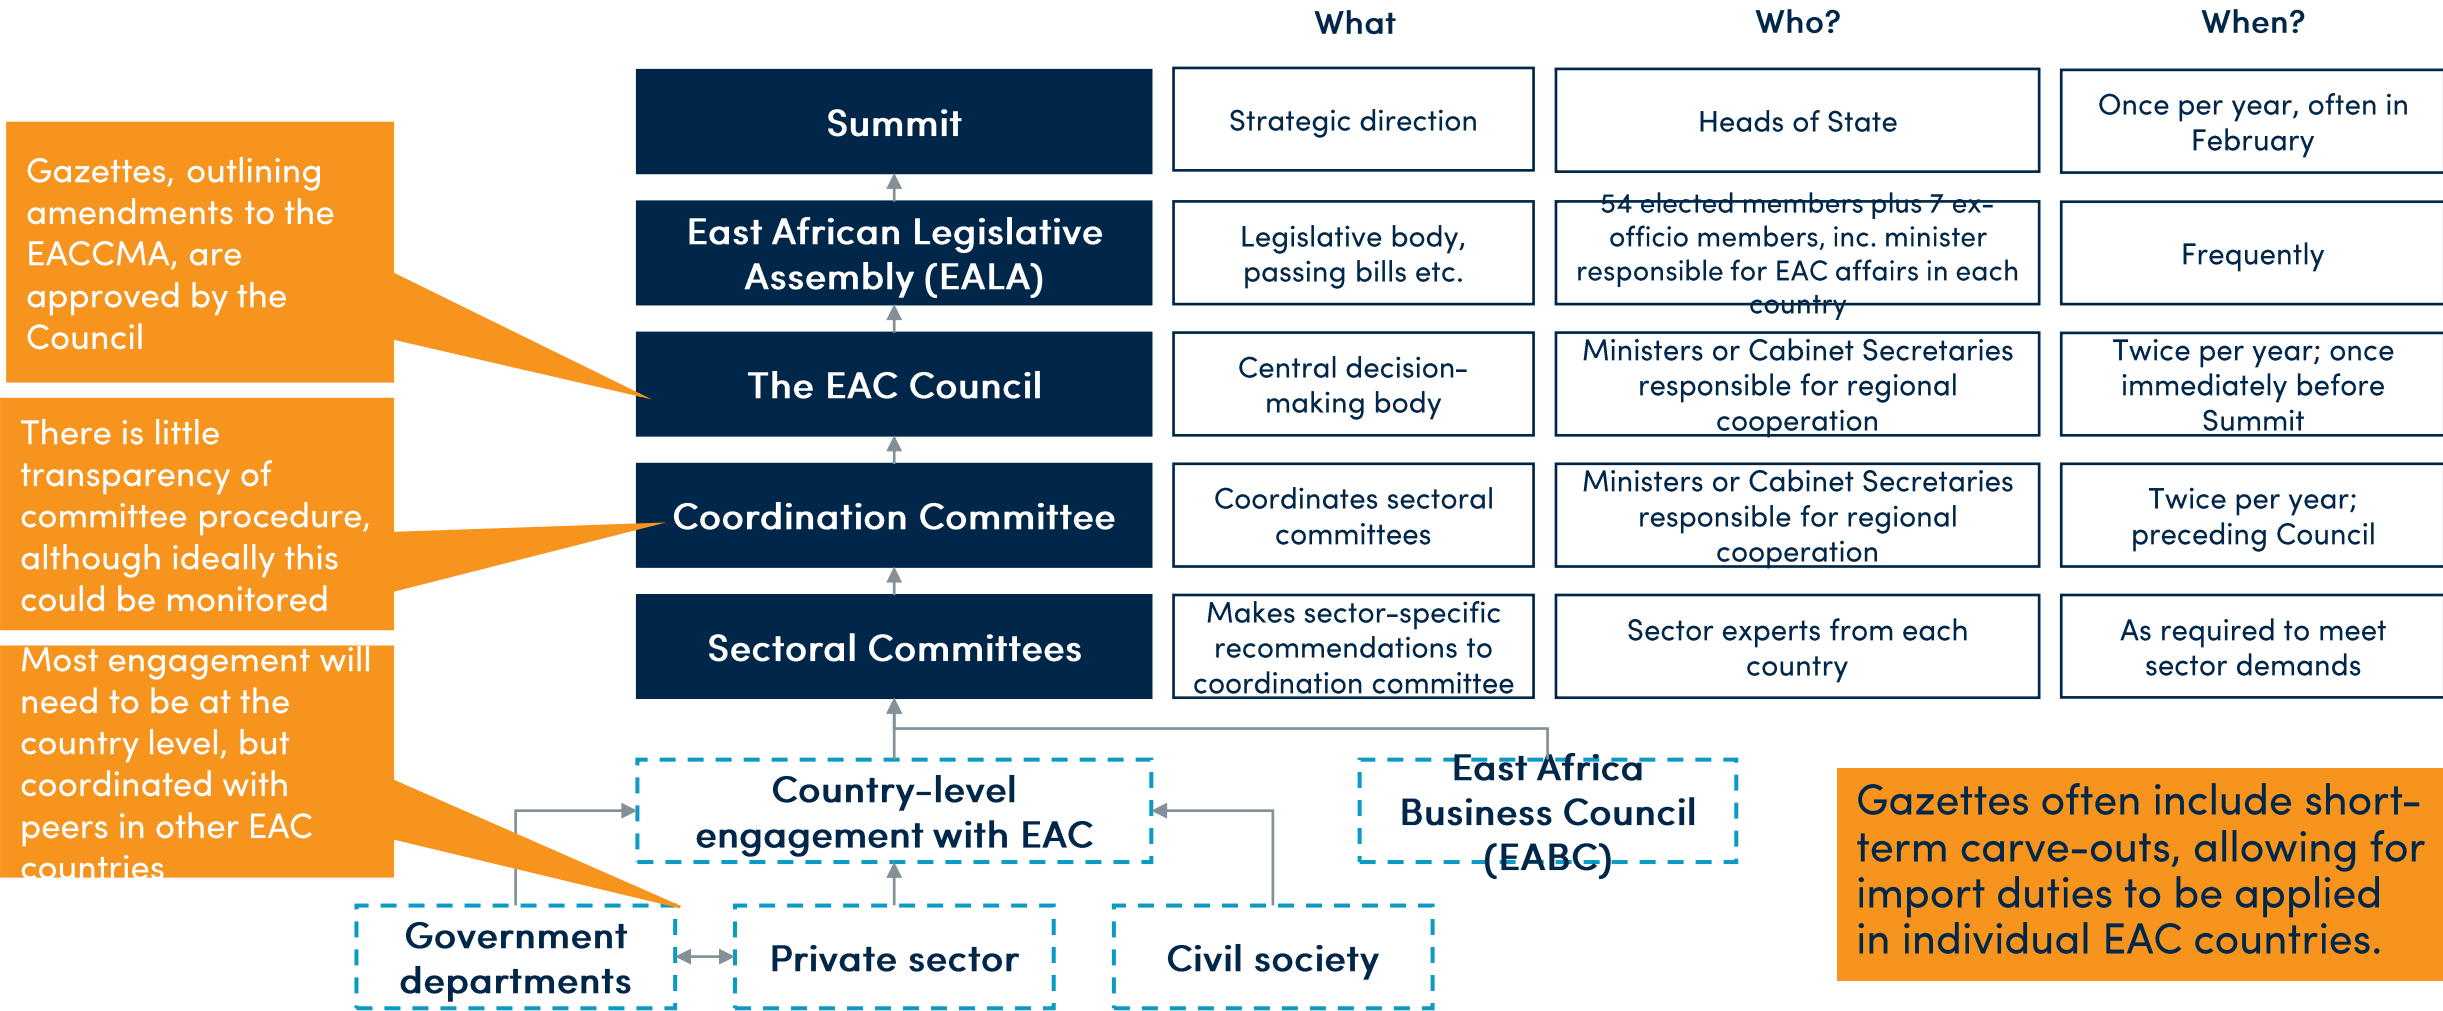 What
Who?
When?
Summit
Strategic direction
Heads of State
Once per year, often in
February
Gazettes, outlining
amendments to the
EACCMA, are
approved by the
Council
East African Legislative
Assembly (EALA)
Legislative body,
passing bills etc.
54 elected members plus 7 ex-
officio members, inc. minister
responsible for EAC affairs in each
country
Frequently
The EAC Council
Central decision-
making body
Ministers or Cabinet Secretaries
responsible for regional
cooperation
Twice per year; once
immediately before
Summit
There is little
transparency of
committee procedure,
although ideally this
could be monitored
Coordination Committee
Coordinates sectoral
committees
Ministers or Cabinet Secretaries
responsible for regional
cooperation
Twice per year;
preceding Council
Sectoral Committees
Makes sector-specific
recommendations to
coordination committee
Sector experts from each
country
As required to meet
sector demands
Most engagement will
need to be at the
country level, but
coordinated with
peers in other EAC
countries
Country-level
engagement with EAC
East Africa
Business Council
(EABC)
Gazettes often include short-
term carve-outs, allowing for
import duties to be applied
in individual EAC countries.
Government
departments
Private sector
Civil society